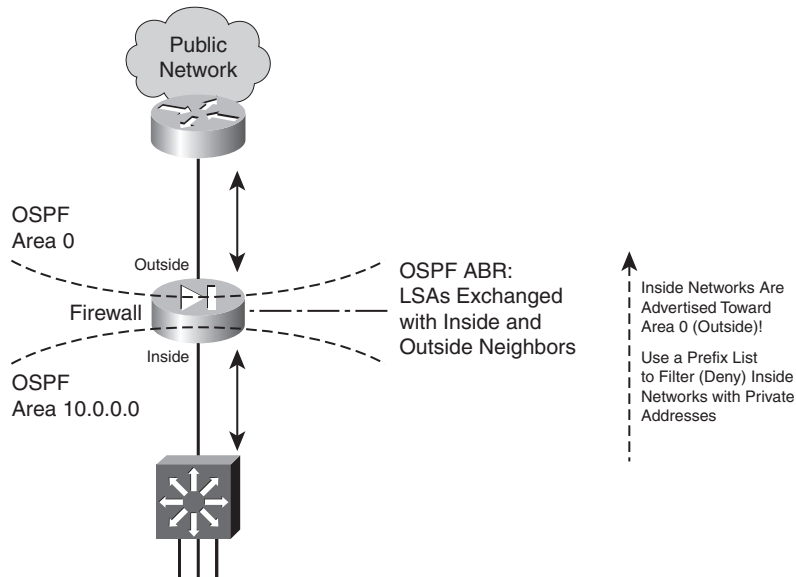 Public
Network
OSPF
Area 0
Outside
Firewall
OSPF ABR:
LSAs Exchanged
with Inside and
Outside Neighbors
Inside
OSPF
Area 10.0.0.0
Inside Networks Are
Advertised Toward
Area 0 (Outside)!
Use a Prefix List
to Filter (Deny) Inside
Networks with Private
Addresses